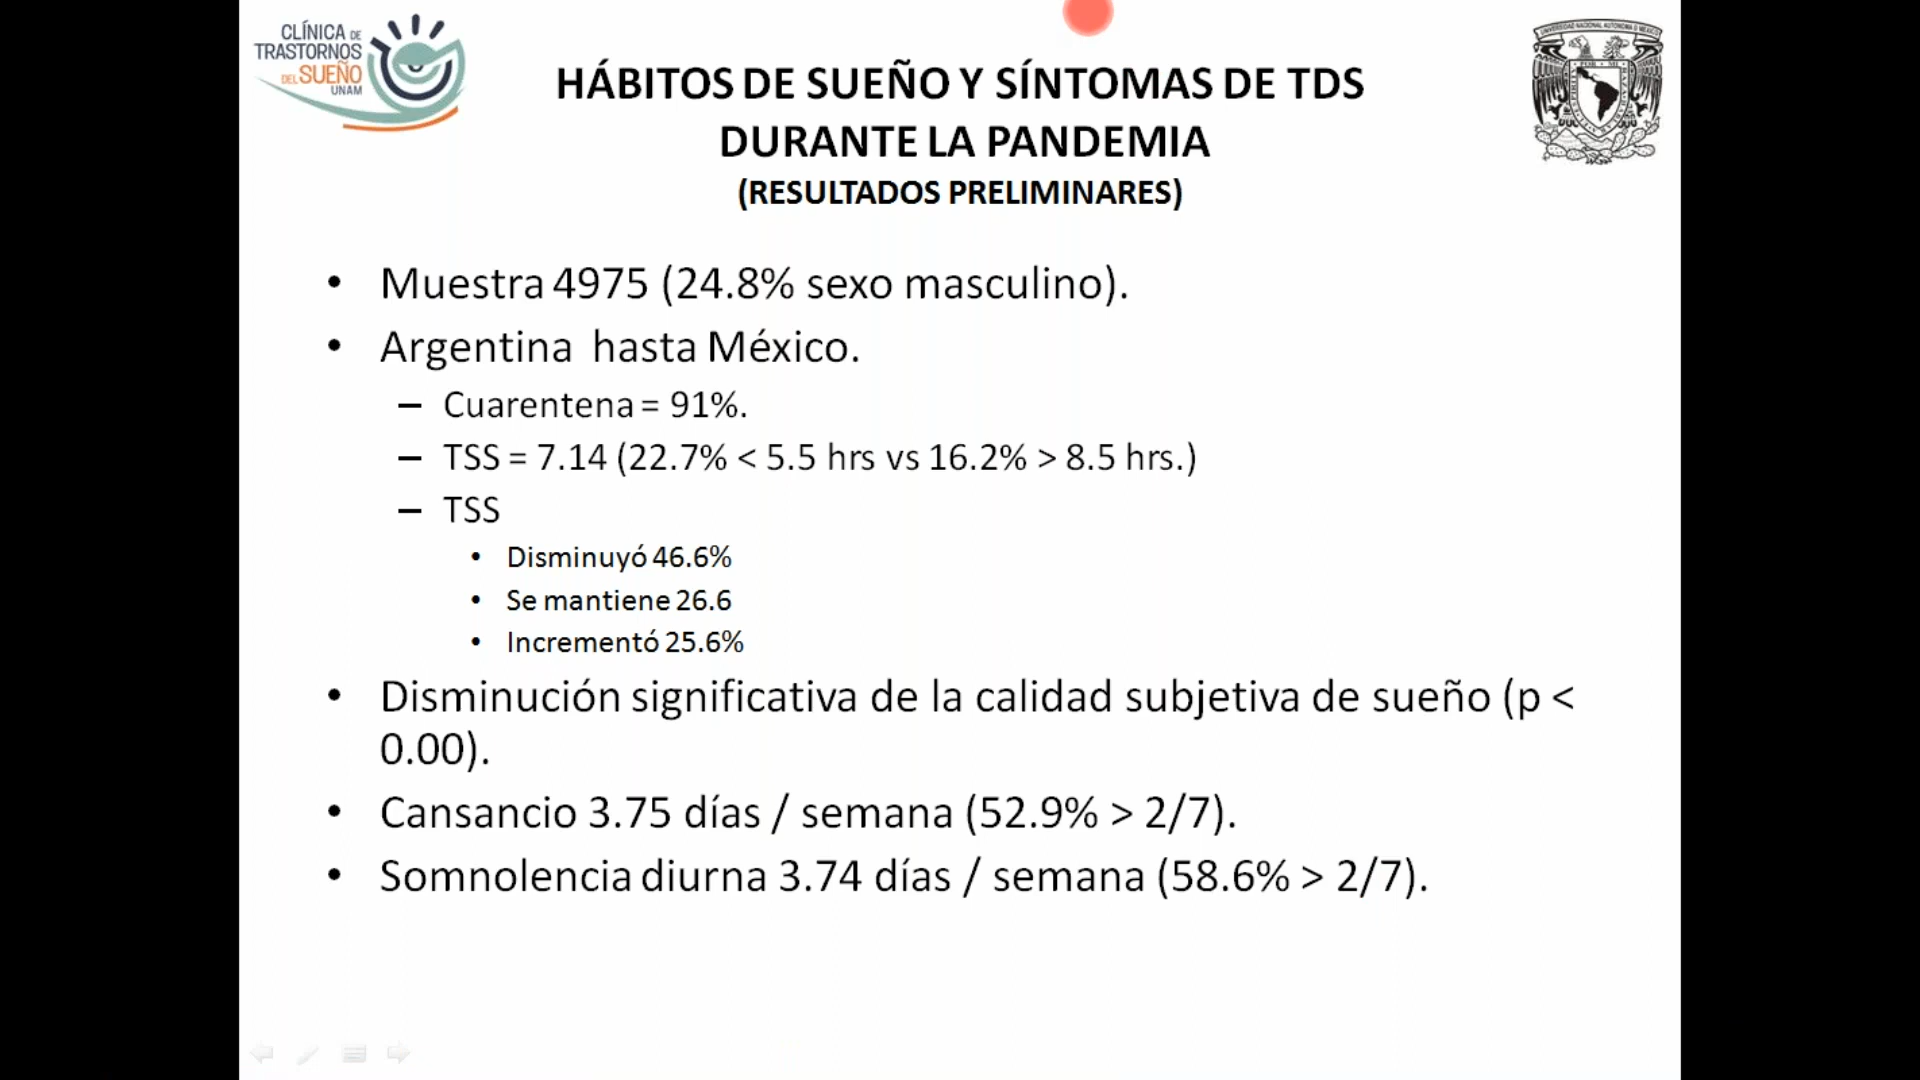 CLÍNICA DE
TRASTORNOS
DEL SUEÑO
UNAM
HÁBITOS DE SUEÑO Y SÍNTOMAS DE TDS
DURANTE LA PANDEMIA
(RESULTADOS PRELIMINARES)
• Muestra 4975 (24.8% sexo masculino).
• Argentina hasta México.
– Cuarentena = 91%.
– TSS = 7.14 (22.7% < 5.5 hrs vs 16.2% > 8.5 hrs.)
– TSS
• Disminuyó 46.6%
• Se mantiene 26.6
• Incrementó 25.6%
• Disminución significativa de la calidad subjetiva de sueño (p <
0.00).
• Cansancio 3.75 días / semana (52.9% > 2/7).
• Somnolencia diurna 3.74 días / semana (58.6% > 2/7).